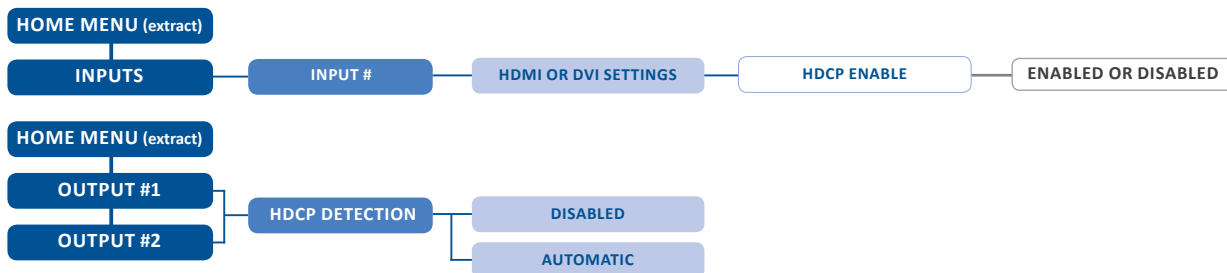 HOME MENU (extract)
INPUTS
INPUT #
HDMI OR DVI SETTINGS
HDCP ENABLE
ENABLED OR DISABLED
HOME MENU (extract)
OUTPUT #1
OUTPUT #2
HDCP DETECTION
DISABLED
AUTOMATIC